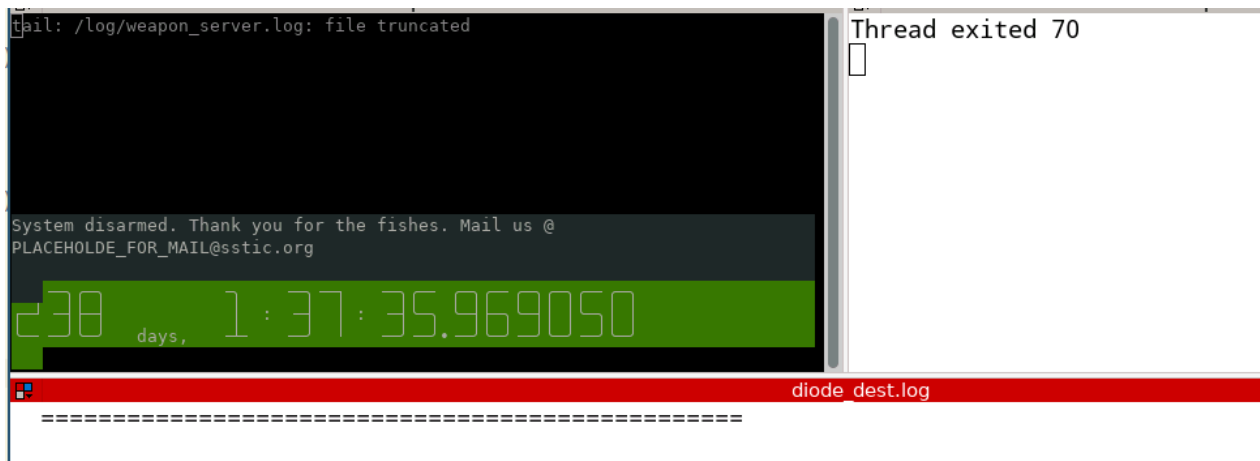 tail: /log/weapon_server.log: file truncated
Thread exited 70
System disarmed. Thank you for the fishes. Mail us @
PLACEHOLDE_FOR_MAIL@sstic.org
238 days, 1:37:35.969050
diode_dest.log
=================================================